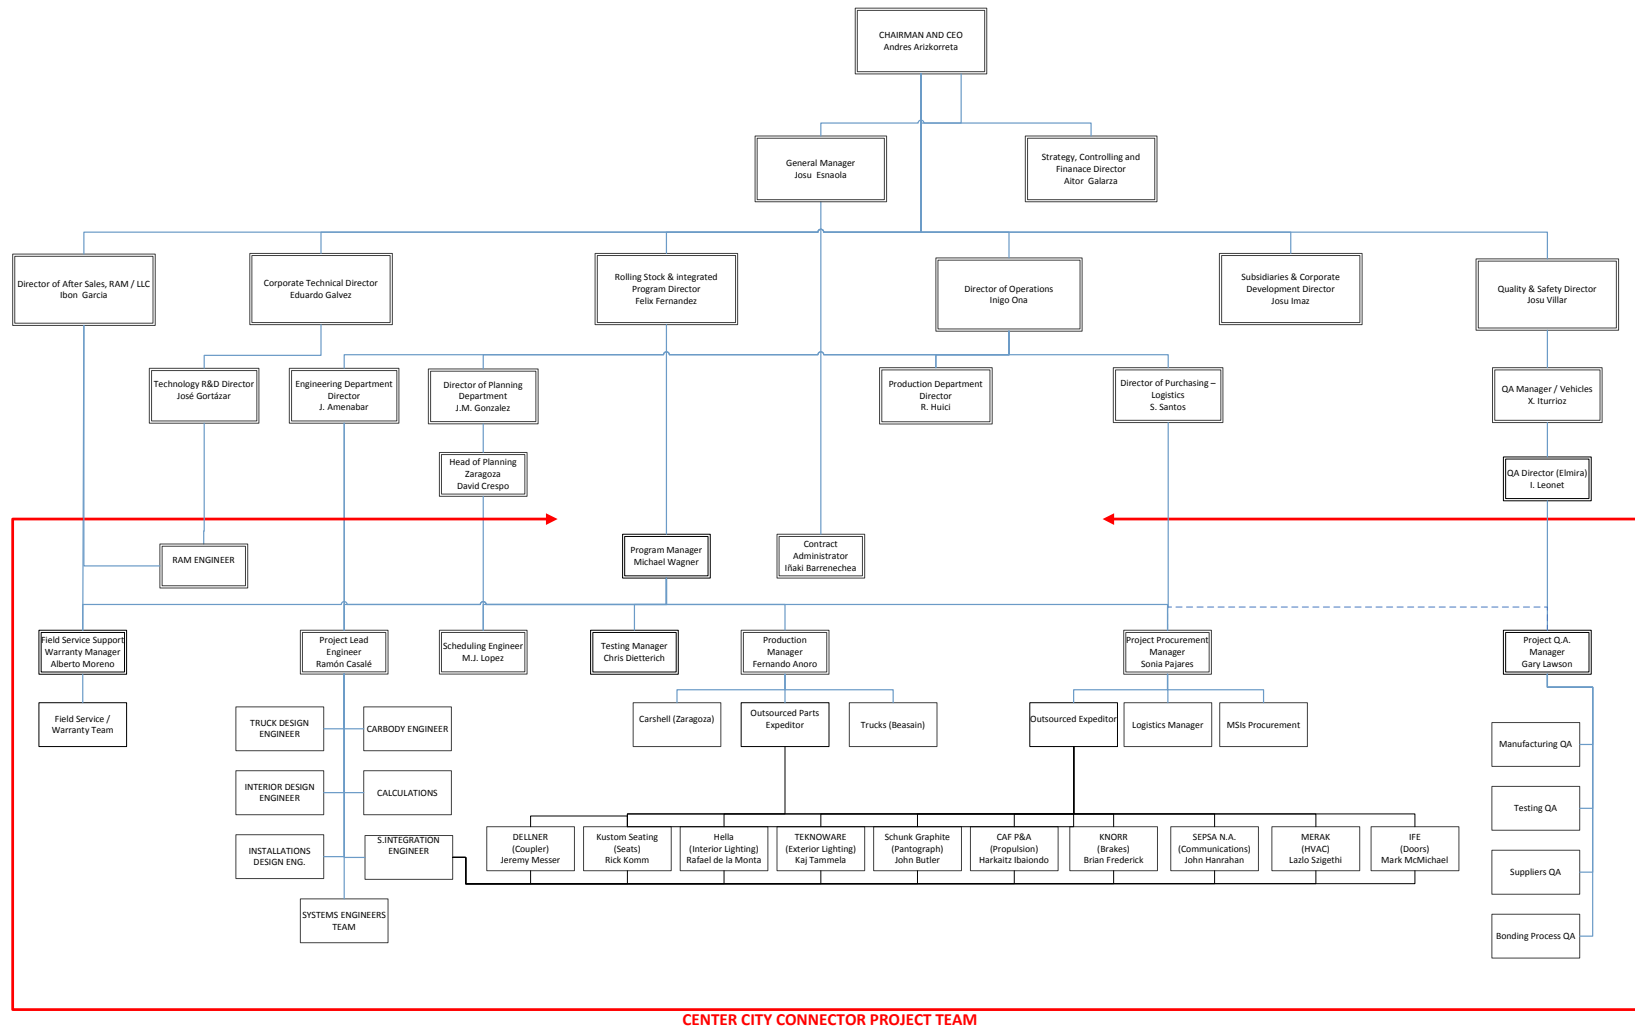 CHAIRMAN AND CEO
Andres Arizkorreta
General Manager
Josu Esnaola
Strategy, Controlling and
Finanace Director
Aitor Galarza
Director of After Sales, RAM / LLC
Ibon Garcia
Corporate Technical Director
Eduardo Galvez
Rolling Stock & integrated
Program Director
Felix Fernandez
Director of Operations
Inigo Ona
Subsidiaries & Corporate
Development Director
Josu Imaz
Quality & Safety Director
Josu Villar
Technology R&D Director
José Gortázar
Engineering Department
Director
J. Amenabar
Director of Planning
Department
J.M. Gonzalez
Production Department
Director
R. Huici
Director of Purchasing –
Logistics
S. Santos
QA Manager / Vehicles
X. Iturrioz
Head of Planning
Zaragoza
David Crespo
QA Director (Elmira)
I. Leonet
RAM ENGINEER
Program Manager
Michael Wagner
Contract
Administrator
Iñaki Barrenechea
Field Service Support
Warranty Manager
Alberto Moreno
Project Lead
Engineer
Ramón Casalé
Scheduling Engineer
M.J. Lopez
Testing Manager
Chris Dietterich
Production
Manager
Fernando Anoro
Project Procurement
Manager
Sonia Pajares
Project Q.A.
Manager
Gary Lawson
Field Service /
Warranty Team
TRUCK DESIGN
ENGINEER
CARBODY ENGINEER
Carshell (Zaragoza)
Outsourced Parts
Expeditor
Trucks (Beasain)
Outsourced Expeditor
Logistics Manager
MSIs Procurement
Manufacturing QA
INTERIOR DESIGN
ENGINEER
CALCULATIONS
Testing QA
INSTALLATIONS
DESIGN ENG.
S.INTEGRATION
ENGINEER
DELLNER
(Coupler)
Jeremy Messer
Kustom Seating
(Seats)
Rick Komm
Hella
(Interior Lighting)
Rafael de la Monta
TEKNOWARE
(Exterior Lighting)
Kaj Tammela
Schunk Graphite
(Pantograph)
John Butler
CAF P&A
(Propulsion)
Harkaitz Ibaiondo
KNORR
(Brakes)
Brian Frederick
SEPSA N.A.
(Communications)
John Hanrahan
MERAK
(HVAC)
Lazlo Szigethi
IFE
(Doors)
Mark McMichael
Suppliers QA
SYSTEMS ENGINEERS
TEAM
Bonding Process QA
CENTER CITY CONNECTOR PROJECT TEAM